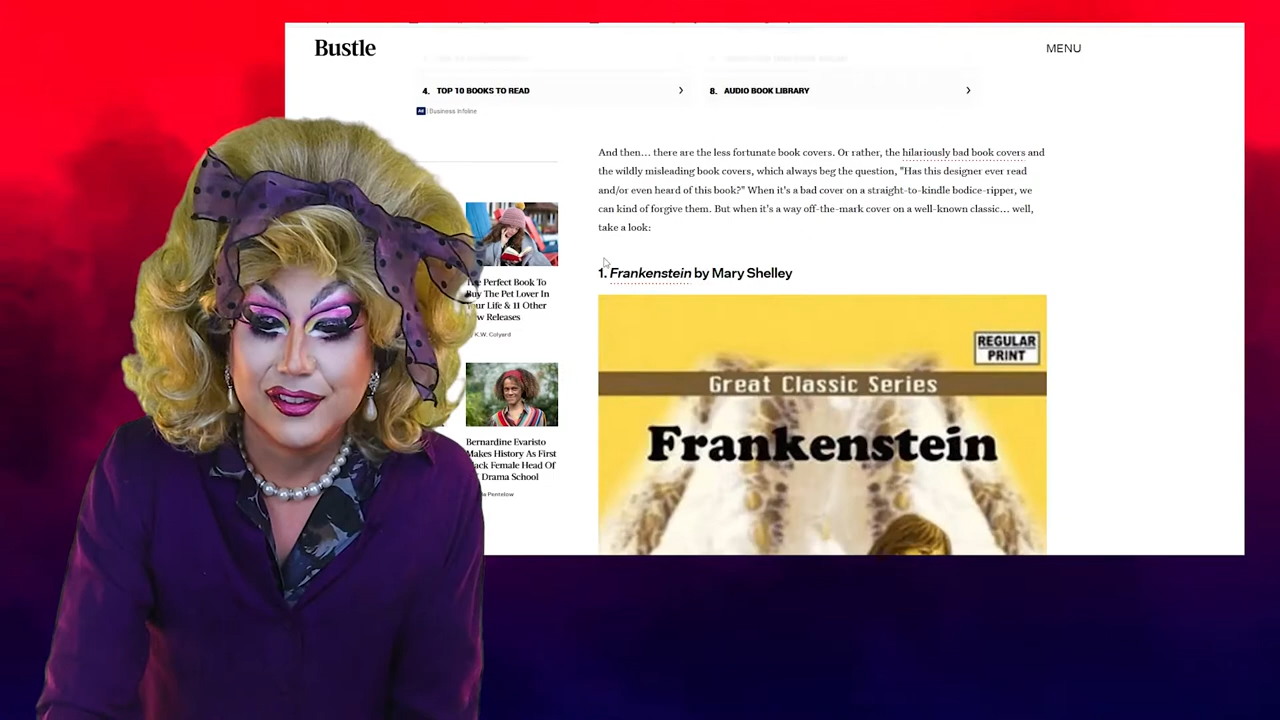 Bustle
MENU
4. TOP 10 BOOKS TO READ
8. AUDIO BOOK LIBRARY
Ad | Business Infoline
And then... there are the less fortunate book covers. Or rather, the hilariously bad book covers and
the wildly misleading book covers, which always beg the question, "Has this designer ever read
and/or even heard of this book?" When it's a bad cover on a straight-to-kindle bodice-ripper, we
can kind of forgive them. But when it's a way off-the-mark cover on a well-known classic... well,
take a look:
1. Frankenstein by Mary Shelley
Perfect Book To
Buy The Pet Lover In
Life & 11 Other
Releases
K.W. Colyard
Bernardine Evaristo
Makes History As First
Female Head Of
Drama School
Pentelow
REGULAR
PRINT
Great Classic Series
Frankenstein